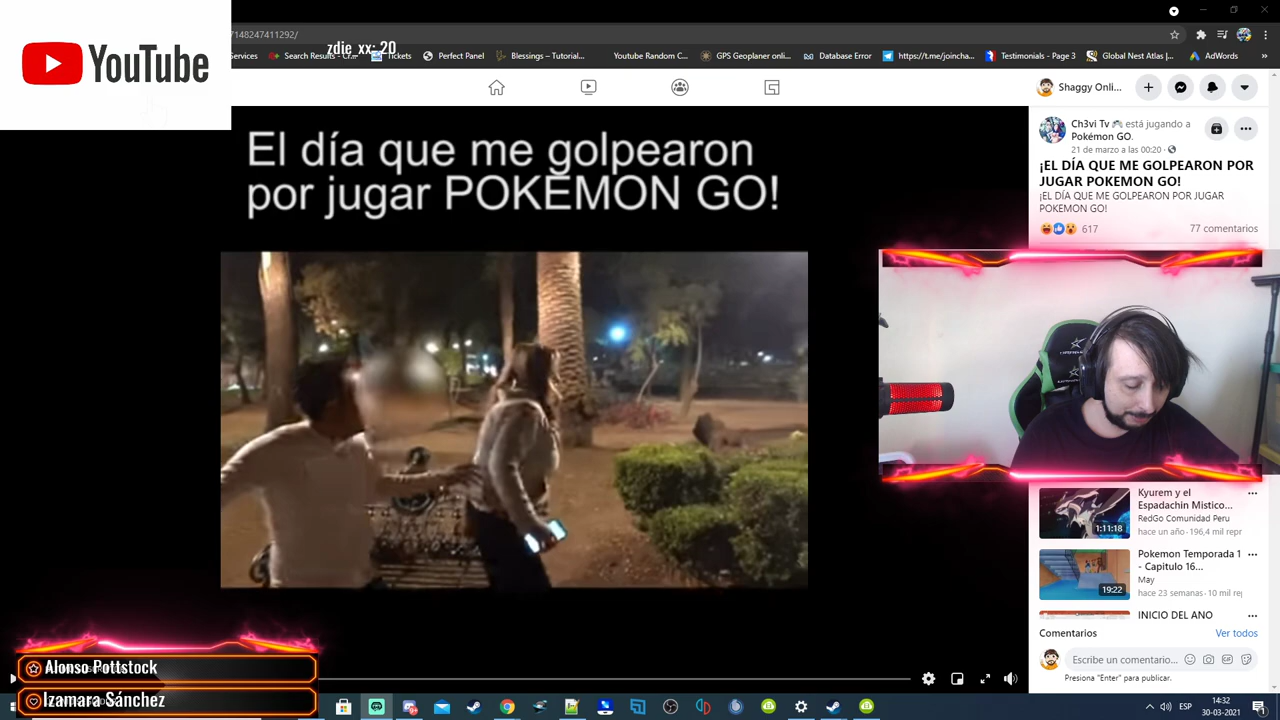 YouTube
7148247411292/
zdie_xx: 20
Services
Search Results - Cr...
Tickets
Perfect Panel
Blessings – Tutorial...
Youtube Random C...
GPS Geoplaner onli...
Database Error
https://t.me/joincha...
Testimonials - Page 3
Global Nest Atlas |...
AdWords
»
Shaggy Onli...
El día que me golpearon
por jugar POKEMON GO!
Ch3vi Tv 🎮 está jugando a
Pokémon GO.
21 de marzo a las 00:20 ·
¡EL DÍA QUE ME GOLPEARON POR
JUGAR POKEMON GO!
¡EL DÍA QUE ME GOLPEARON POR JUGAR
POKEMON GO!
617
77 comentarios
Kyurem y el
Espadachin Mistico...
RedGo Comunidad Peru
hace un año · 196,4 mil repr
1:11:18
Pokemon Temporada 1
- Capitulo 16...
May
hace 23 semanas · 10 mil re
19:22
INICIO DEL ANO
Comentarios
Ver todos
Escribe un comentario...
Presiona "Enter" para publicar.
Alonso Pottstock
Izamara Sánchez
ESP
14:32
30-03-2021